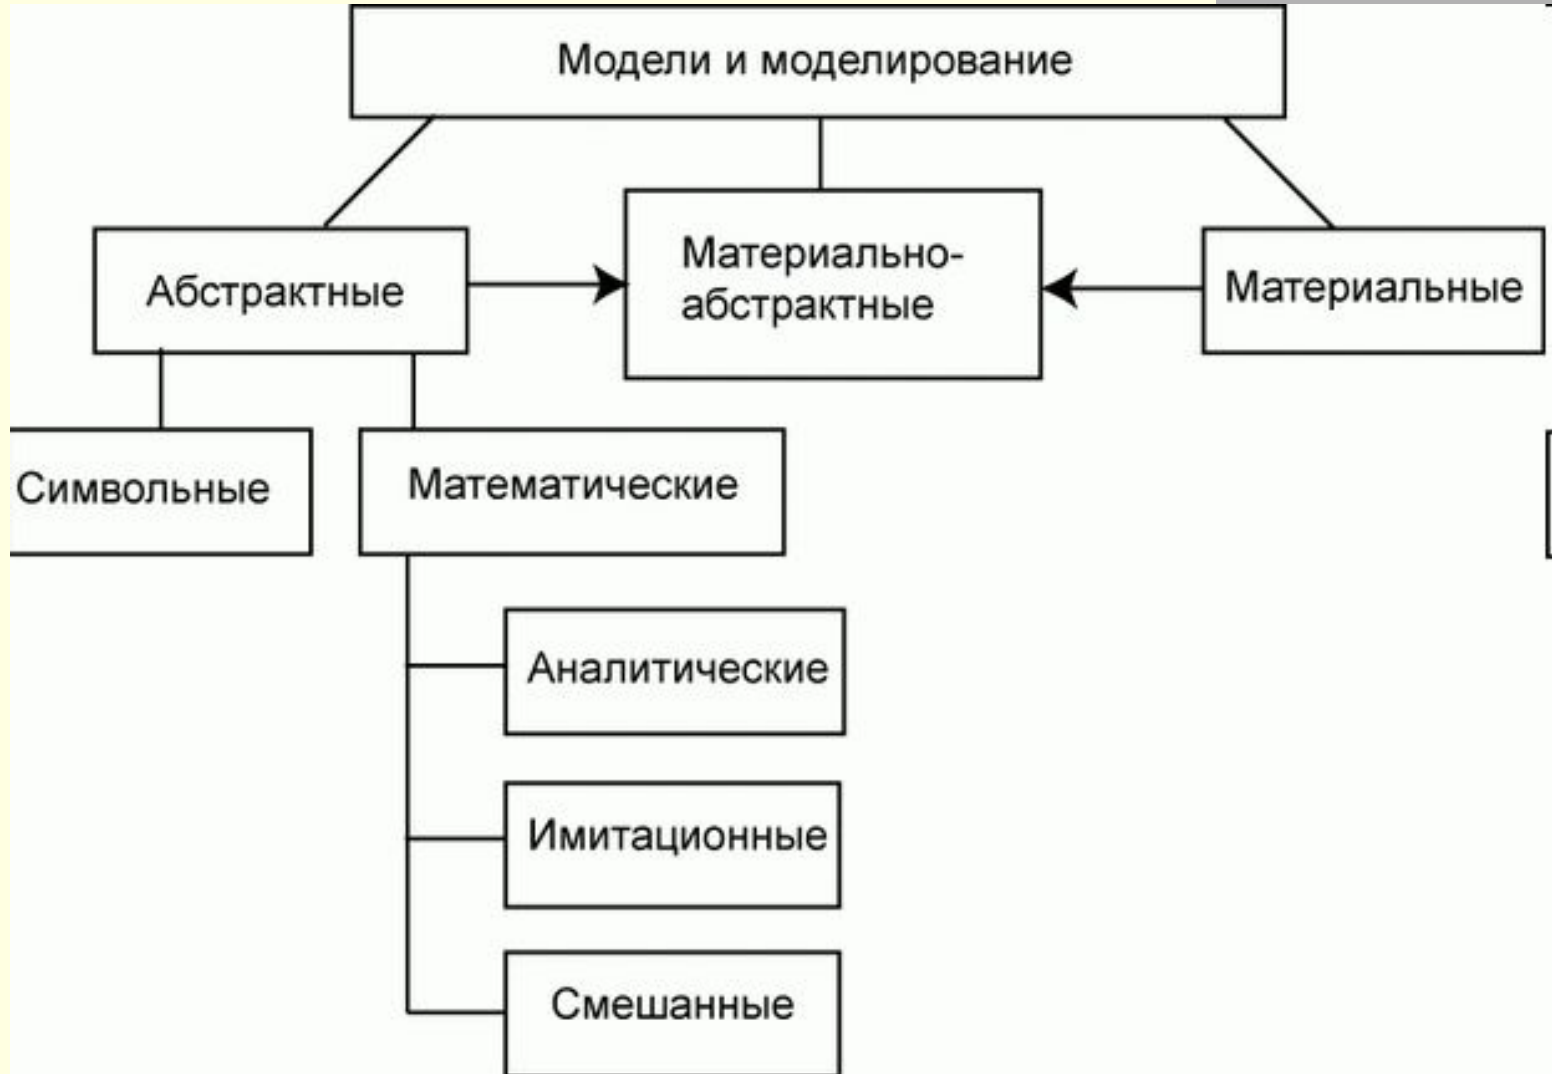 Модели и моделирование
Абстрактные
Материально-
абстрактные
Материальные
Символьные
Математические
Аналитические
Имитационные
Смешанные